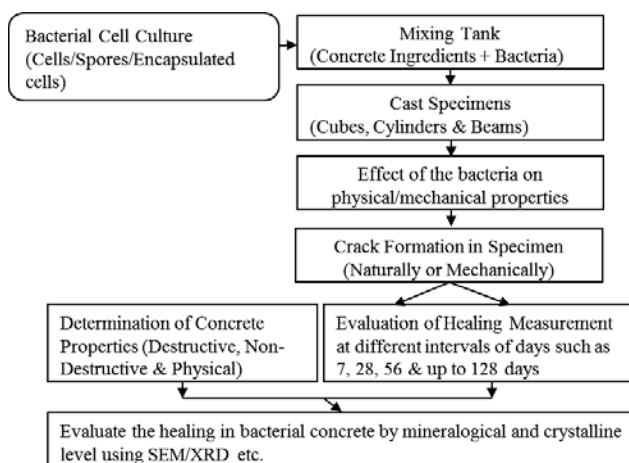 Bacterial Cell Culture
(Cells/Spores/Encapsulated
cells)
Mixing Tank
(Concrete Ingredients + Bacteria)
Cast Specimens
(Cubes, Cylinders & Beams)
Effect of the bacteria on
physical/mechanical properties
Crack Formation in Specimen
(Naturally or Mechanically)
Determination of Concrete
Properties (Destructive, Non-
Destructive & Physical)
Evaluation of Healing Measurement
at different intervals of days such as
7, 28, 56 & up to 128 days
Evaluate the healing in bacterial concrete by mineralogical and crystalline
level using SEM/XRD etc.